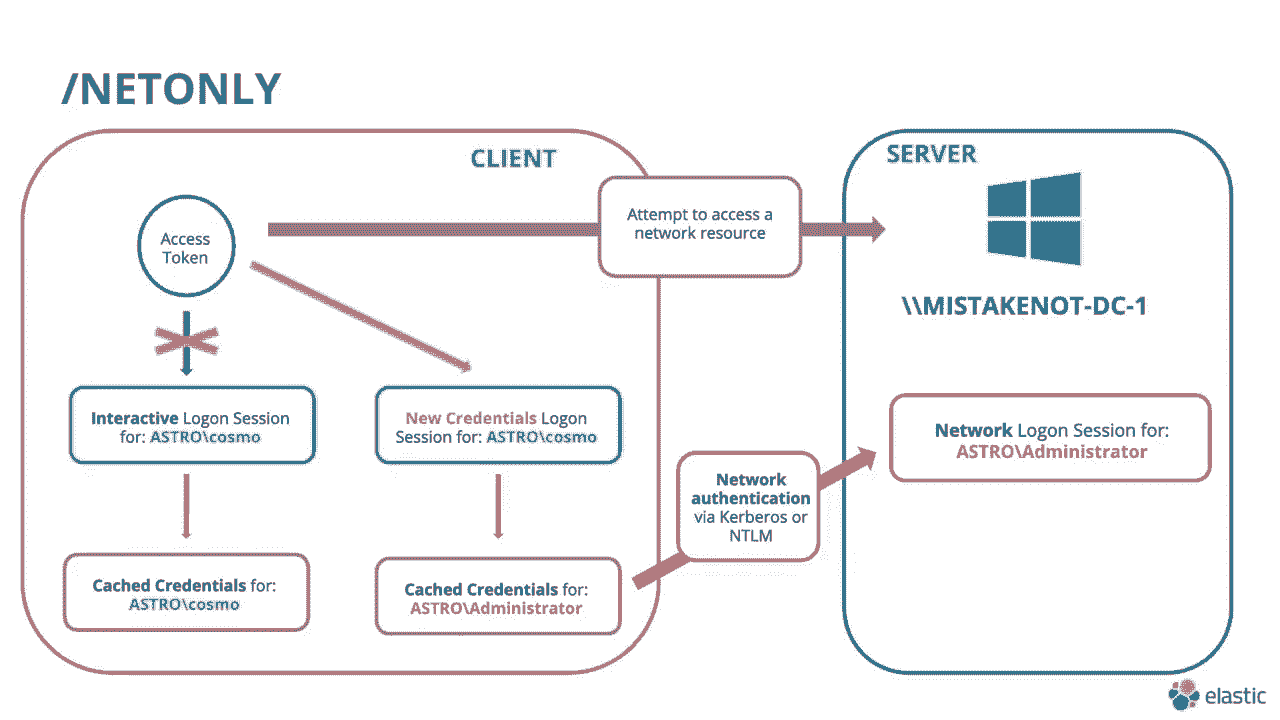 /NETONLY
CLIENT
SERVER
Access
Token
Attempt to access a
network resource
\\MISTAKENOT-DC-1
Interactive Logon Session
for: ASTRO\cosmo
New Credentials Logon
Session for: ASTRO\cosmo
Network Logon Session for:
ASTRO\Administrator
Network
authentication
via Kerberos or
NTLM
Cached Credentials for:
ASTRO\cosmo
Cached Credentials for:
ASTRO\Administrator
elastic